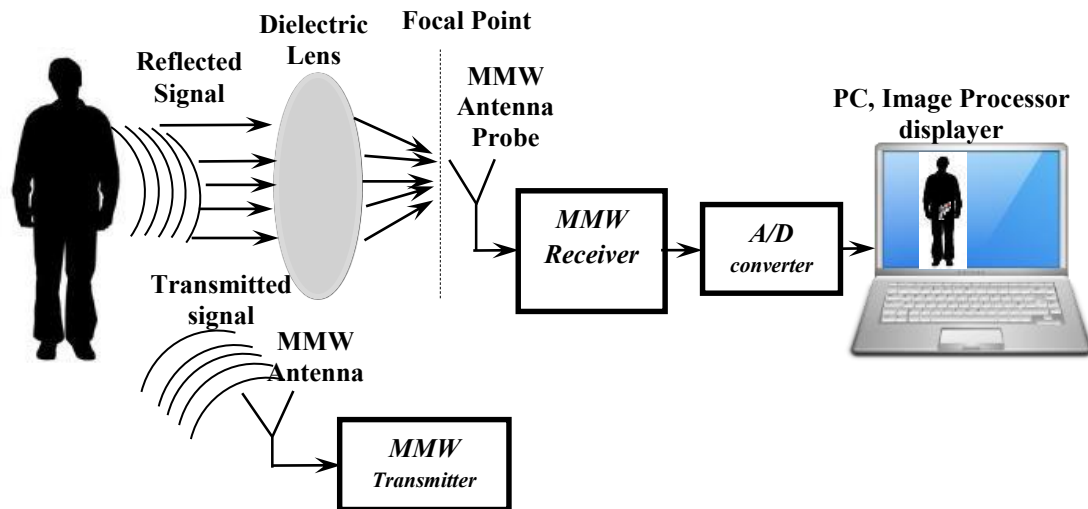 Reflected
Signal
Dielectric
Lens
Focal Point
MMW
Antenna
Probe
PC, Image Processor
displayer
MMW
Receiver
A/D
converter
Transmitted
signal
MMW
Antenna
MMW
Transmitter